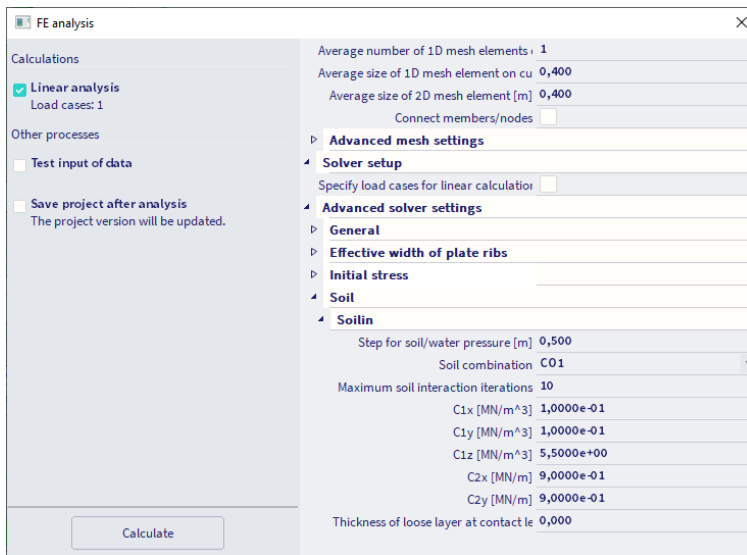 FE analysis
Calculations
Linear analysis
Load cases: 1
Other processes
Test input of data
Save project after analysis
The project version will be updated.
Calculate
Average number of 1D mesh elements 1
Average size of 1D mesh element on cu 0,400
Average size of 2D mesh element [m] 0,400
Connect members/nodes
Advanced mesh settings
Solver setup
Specify load cases for linear calculation
Advanced solver settings
General
Effective width of plate ribs
Initial stress
Soil
Soilin
Step for soil/water pressure [m] 0,500
Soil combination CO1
Maximum soil interaction iterations 10
C1x [MN/m^3] 1,0000e-01
C1y [MN/m^3] 1,0000e-01
C1z [MN/m^3] 5,5000e+00
C2x [MN/m] 9,0000e-01
C2y [MN/m] 9,0000e-01
Thickness of loose layer at contact le 0,000